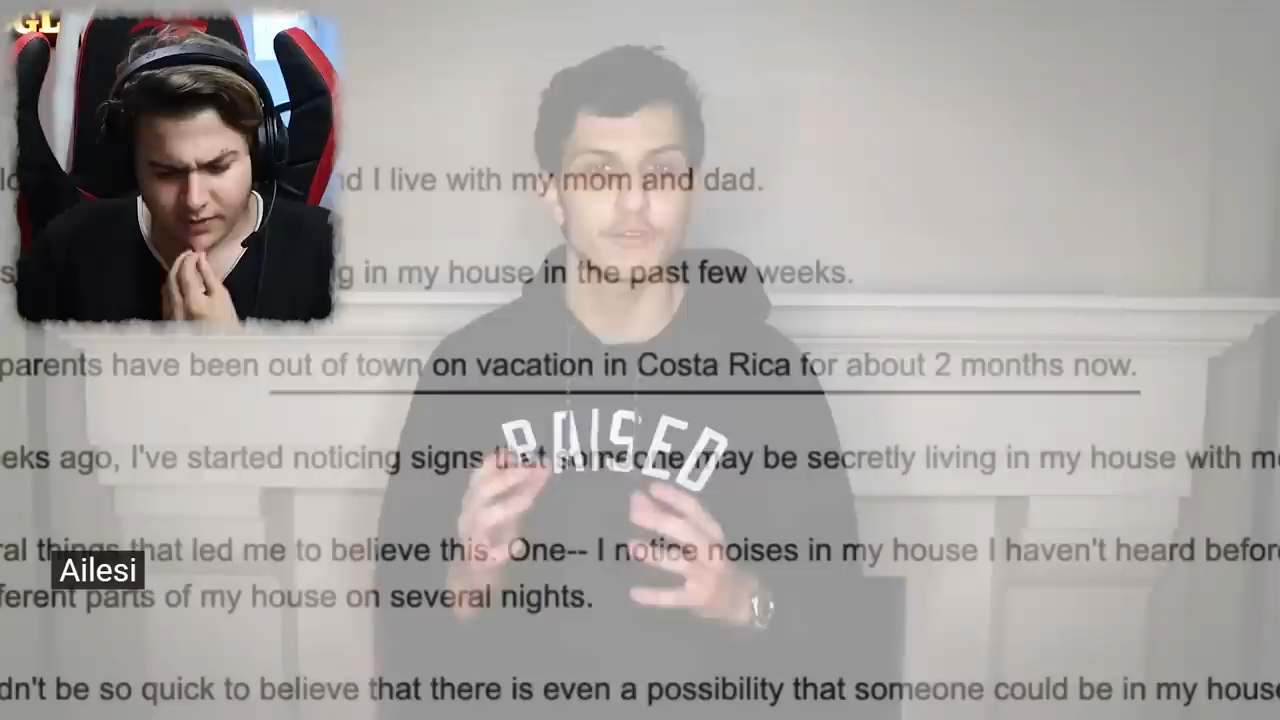 GL
nd I live with my mom and dad.
g in my house in the past few weeks.
parents have been out of town on vacation in Costa Rica for about 2 months now.
eks ago, I've started noticing signs that someone may be secretly living in my house with me
RAISED
ral things that led me to believe this. One-- I notice noises in my house I haven't heard before
Ailesi
ferent parts of my house on several nights.
dn't be so quick to believe that there is even a possibility that someone could be in my house